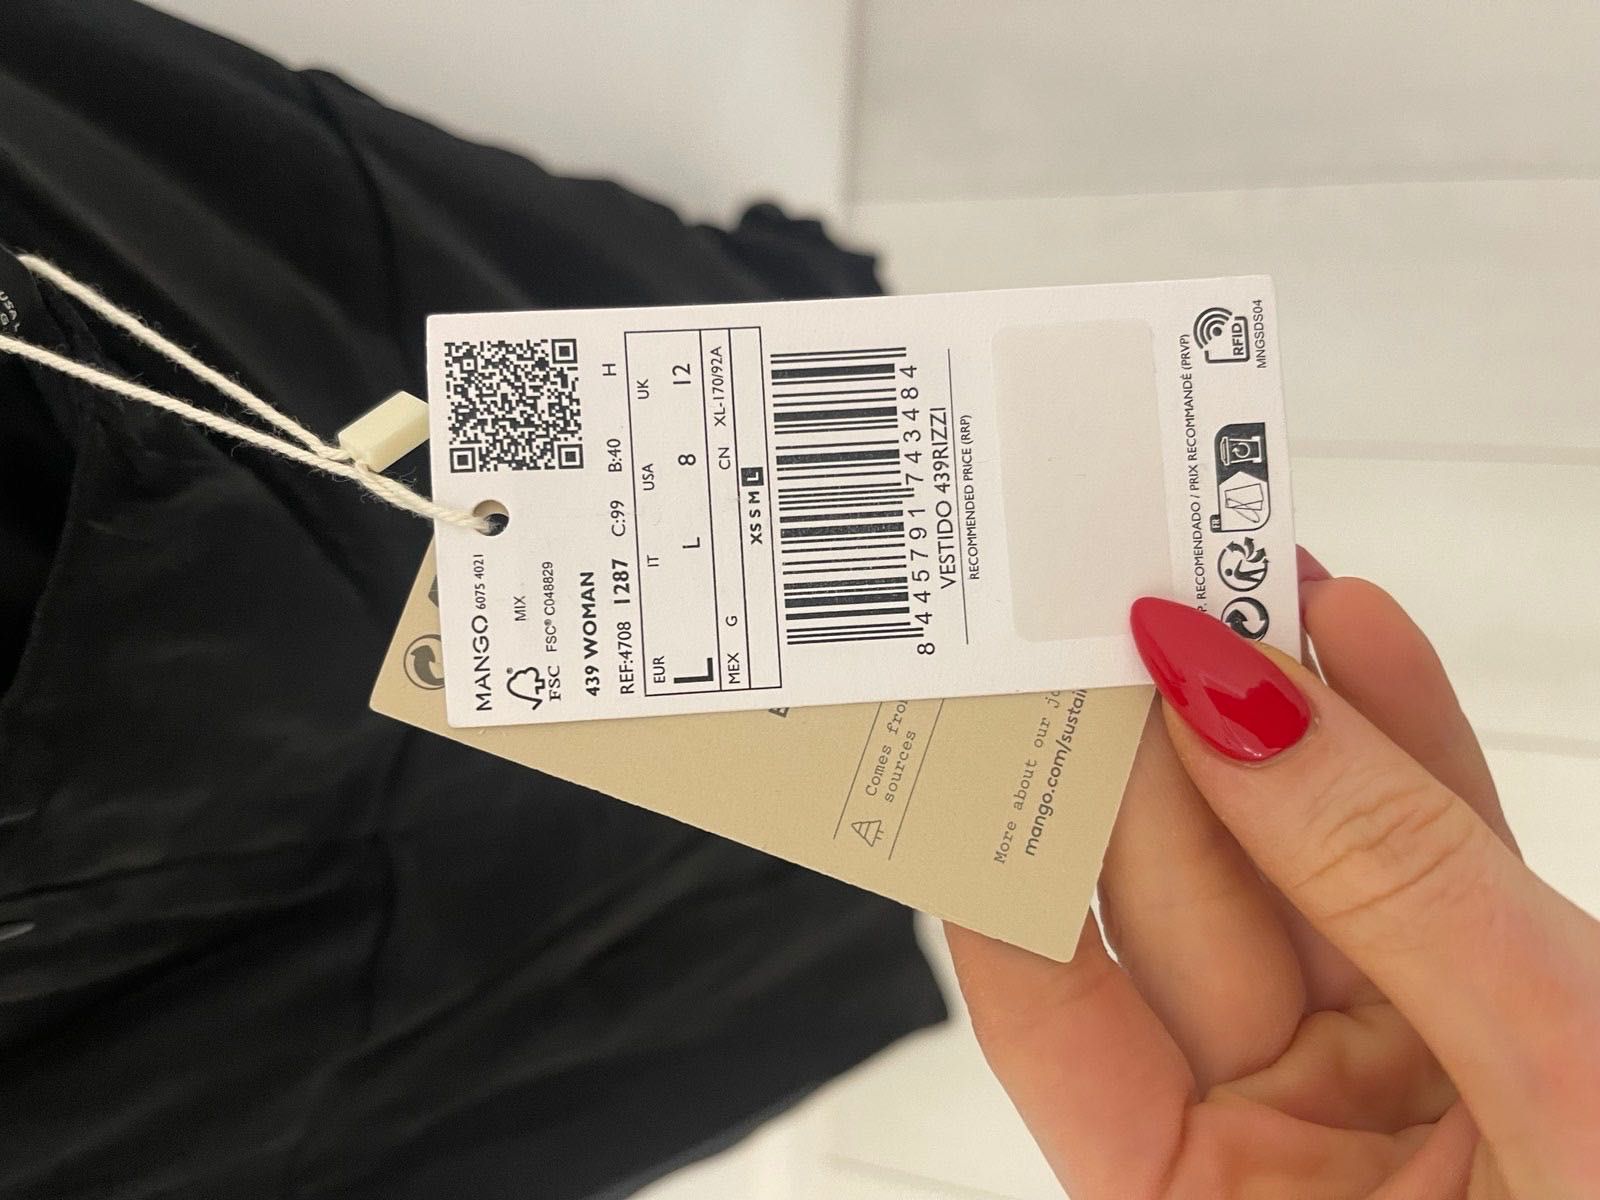 MANGO 6075 4021
MIX
FSC FSC® C048829
439 WOMAN
REF:4708 1287 C:99 B:40 H
EUR IT USA UK
L L 8 12
MEX G CN XL-170/92A
XS S M L
8 445791 743484
VESTIDO 439RIZZI
RECOMMENDED PRICE (RRP)
P. RECOMENDADO / PRIX RECOMMANDÉ (PRVP)
FR
RFID
MNGSDS04
Comes
sources
More about our
mango.com/
USA